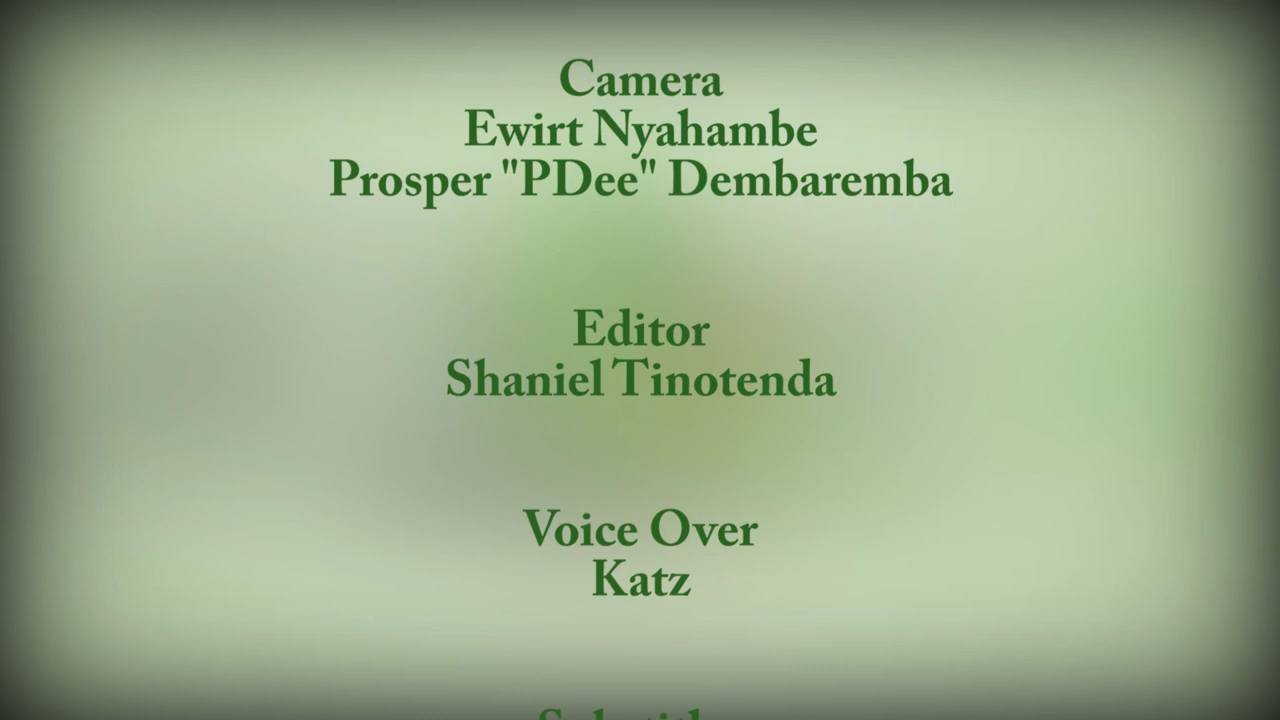 Camera
Ewirt Nyahambe
Prosper "PDee" Dembaremba
Editor
Shaniel Tinotenda
Voice Over
Katz